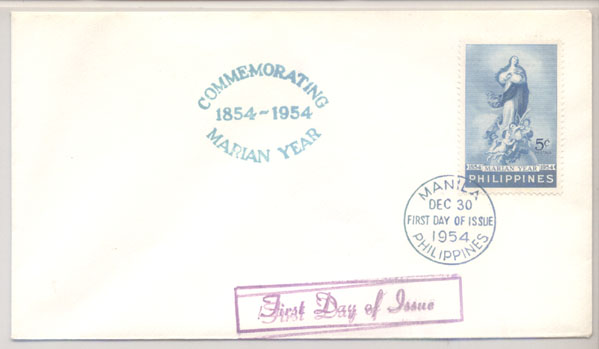 COMMEMORATING
1854-1954
MARIAN YEAR
5c
1854 MARIAN YEAR 1954
PHILIPPINES
MANILA
DEC 30
FIRST DAY OF ISSUE
1954
PHILIPPINES
First Day of Issue